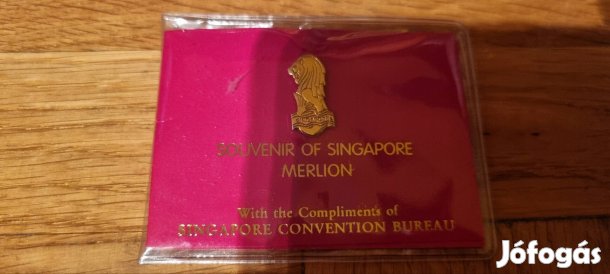 SOUVENIR OF SINGAPORE
MERLION
With the Compliments of
SINGAPORE CONVENTION BUREAU
Jófogás